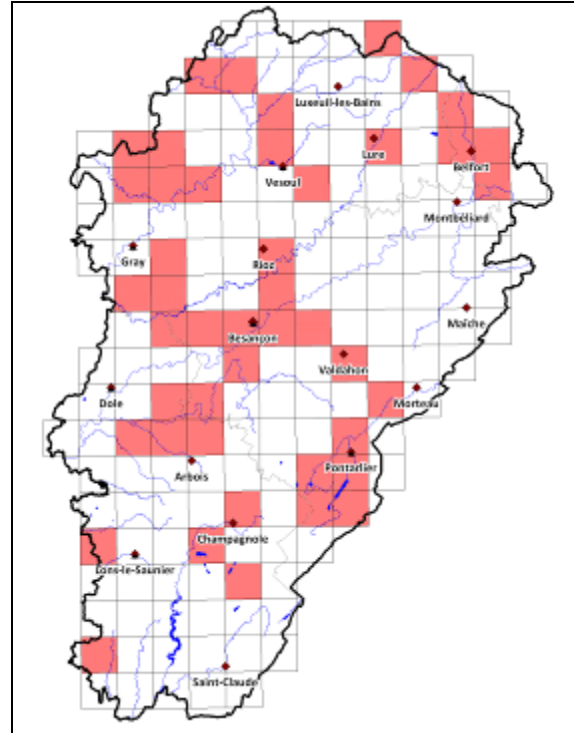 Luxeuil-les-Bains
Lure
Belfort
Vesoul
Montbéliard
Gray
Rioz
Besançon
Maîche
Valdahon
Dole
Morteau
Pontarlier
Arbois
Champagnole
Lons-le-Saunier
Saint-Claude